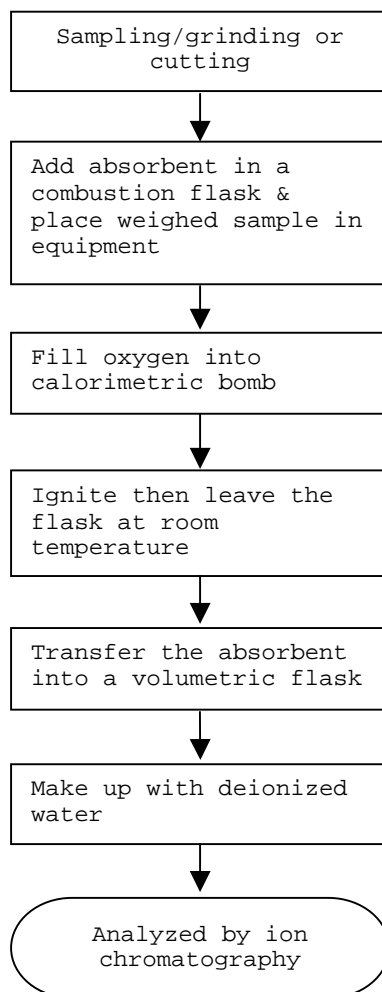 Sampling/grinding or
cutting
Add absorbent in a
combustion flask &
place weighed sample in
equipment
Fill oxygen into
calorimetric bomb
Ignite then leave the
flask at room
temperature
Transfer the absorbent
into a volumetric flask
Make up with deionized
water
Analyzed by ion
chromatography